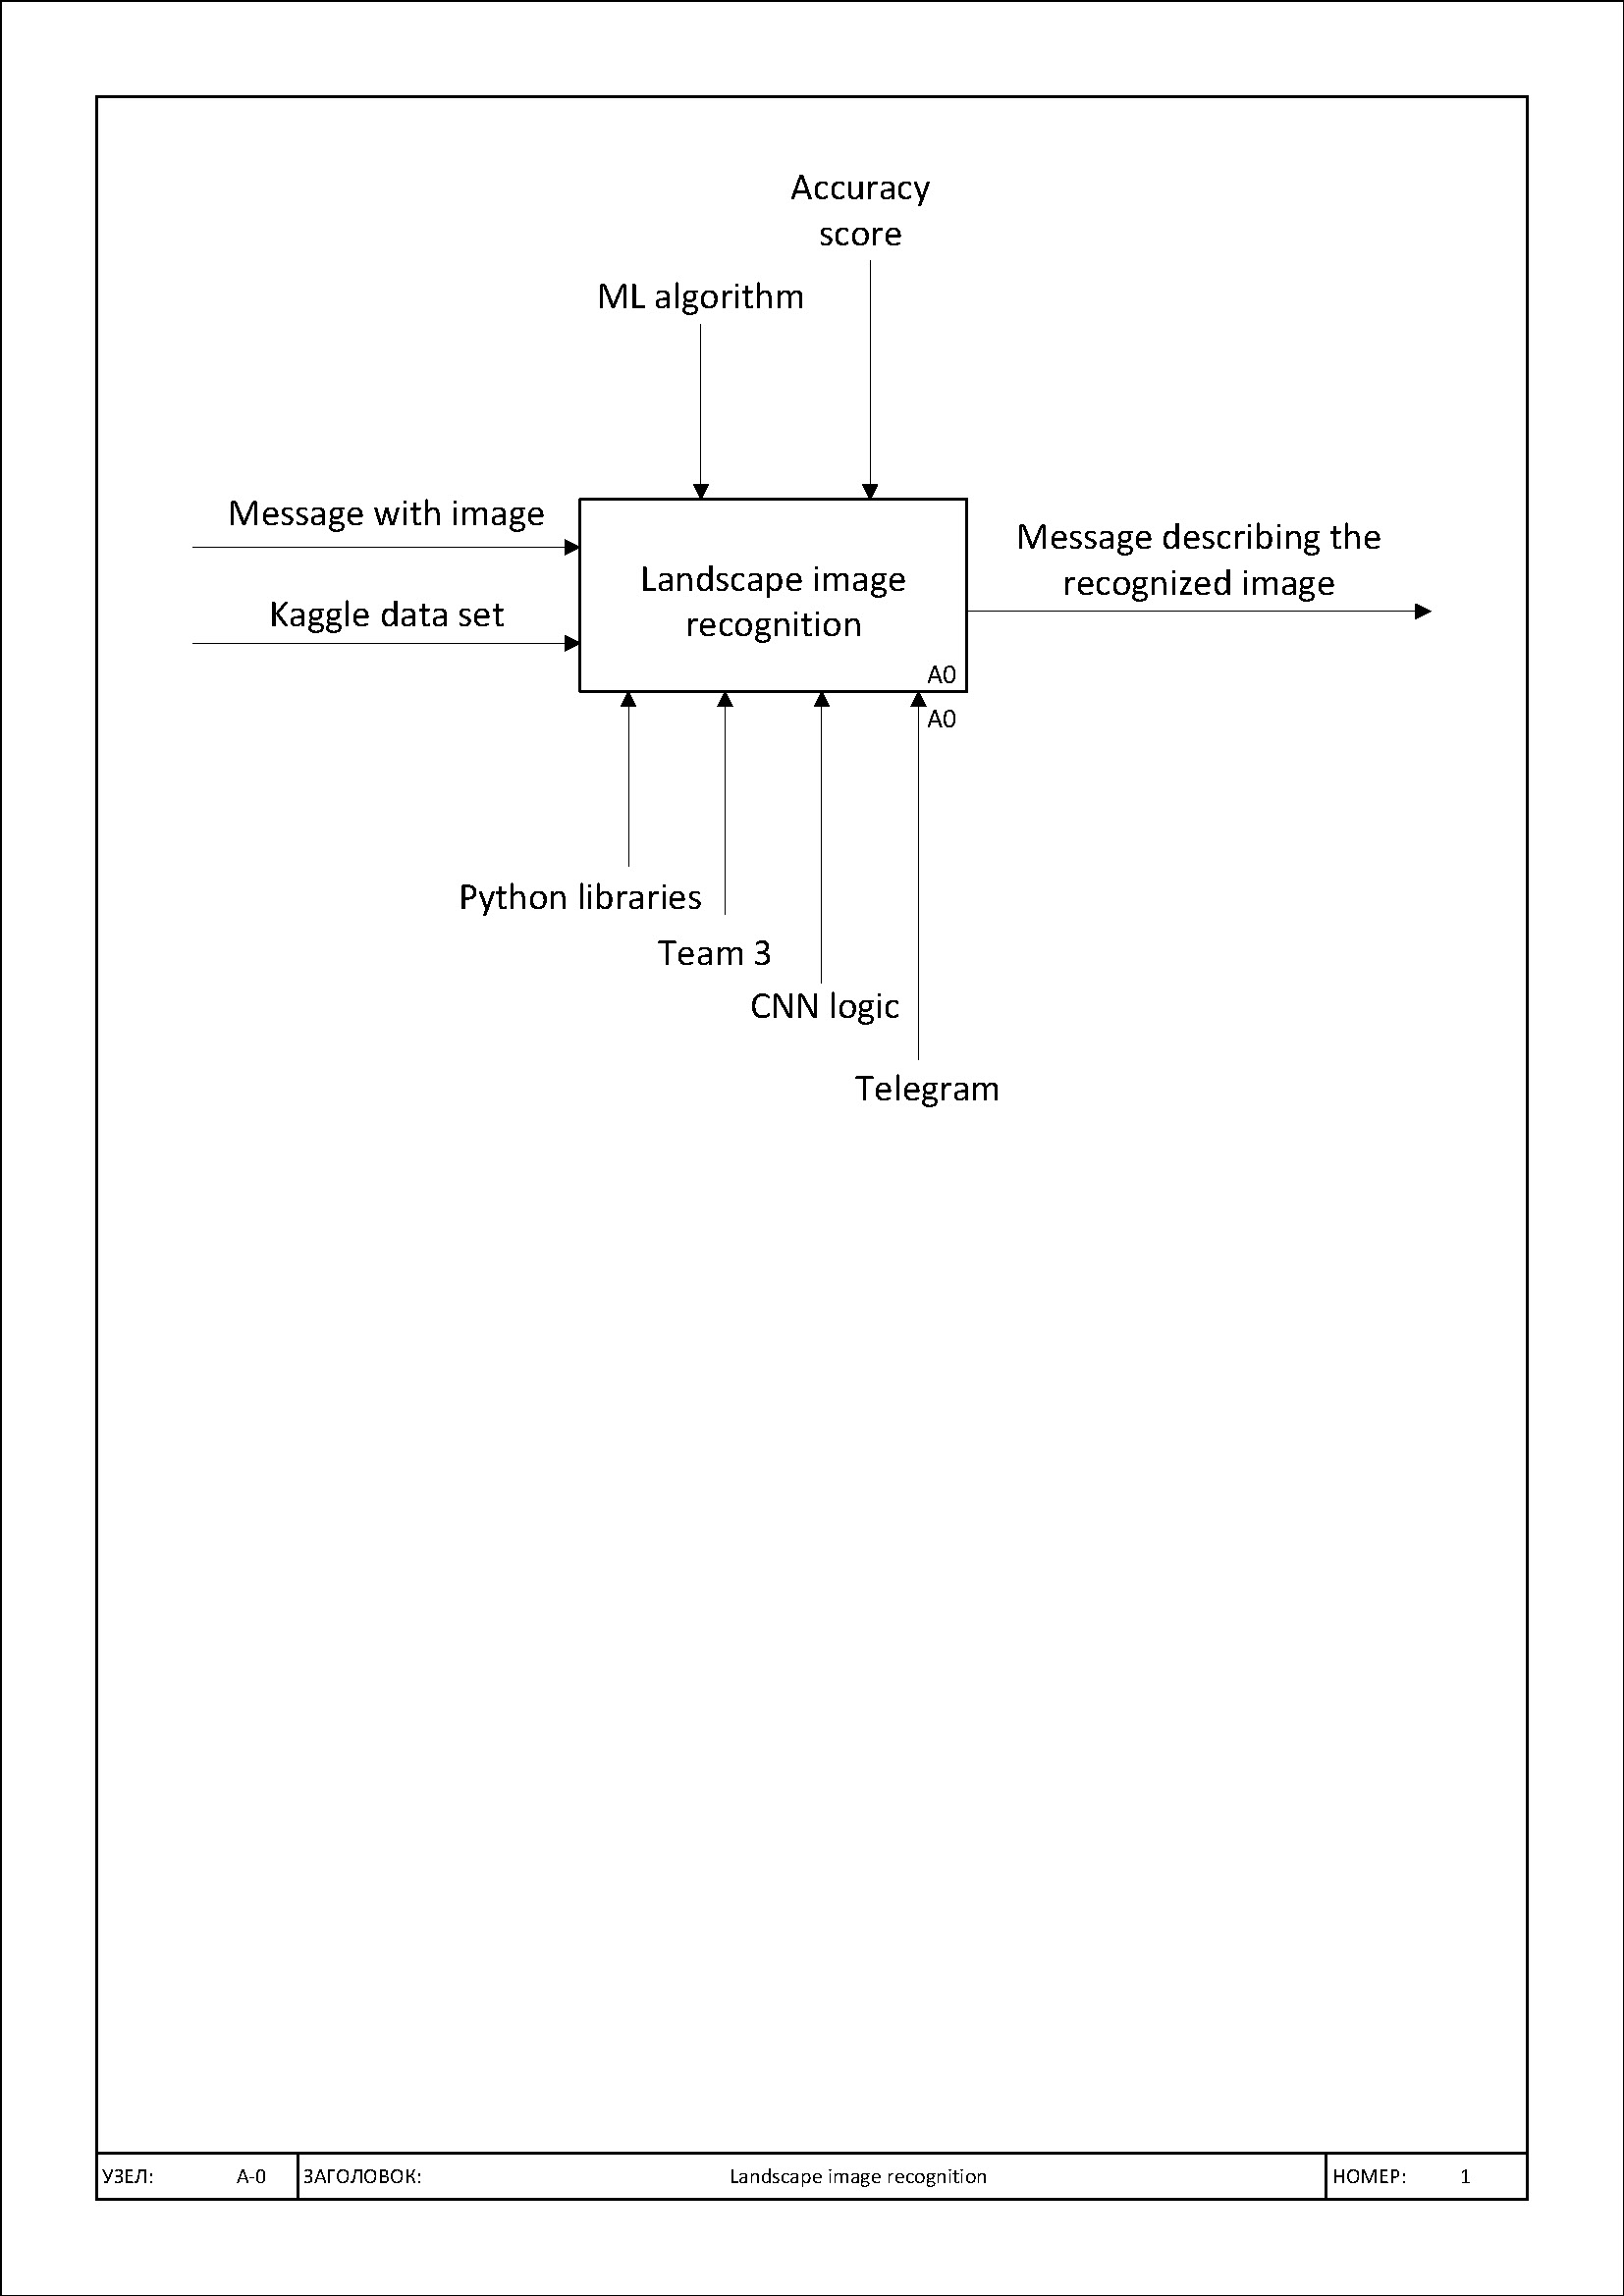 Accuracy
score
ML algorithm
Message with image
Message describing the
recognized image
Landscape image
recognition
Kaggle data set
A0
A0
Python libraries
Team 3
CNN logic
Telegram
УЗЕЛ: A-0 ЗАГОЛОВОК: Landscape image recognition НОМЕР: 1